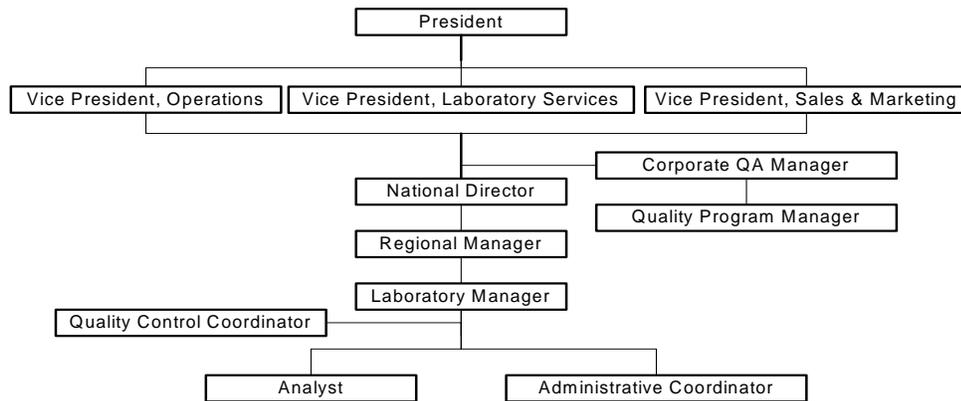 President
Vice President, Operations
Vice President, Laboratory Services
Vice President, Sales & Marketing
Corporate QA Manager
National Director
Quality Program Manager
Regional Manager
Laboratory Manager
Quality Control Coordinator
Analyst
Administrative Coordinator